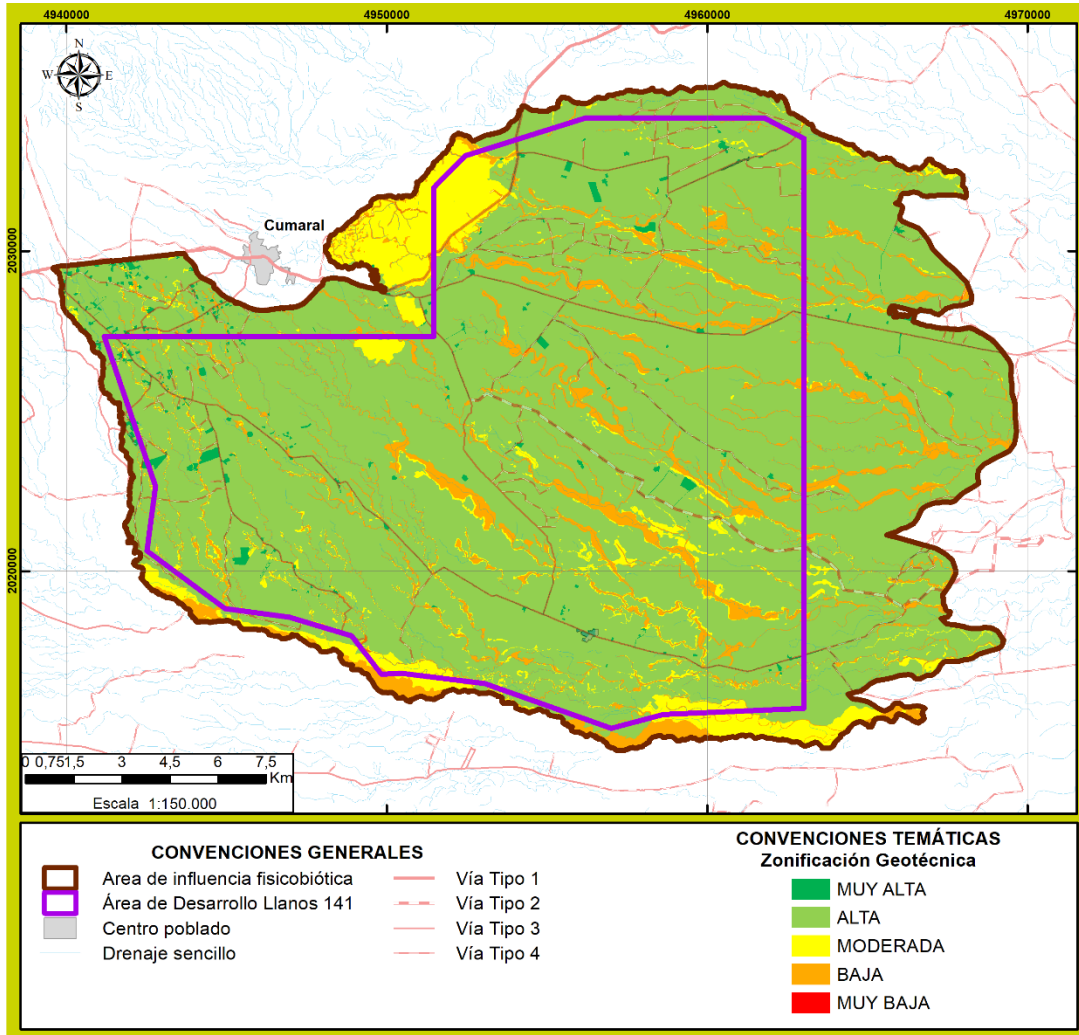 4940000 4950000 4960000 4970000
N
W E
S
Cumaral
2030000
2020000
2030000
2020000
0 0,751,5 3 4,5 6 7,5
Km
Escala 1:150.000
CONVENCIONES GENERALES
Area de influencia fisicobiótica
Área de Desarrollo Llanos 141
Centro poblado
Drenaje sencillo
Vía Tipo 1
Vía Tipo 2
Vía Tipo 3
Vía Tipo 4
CONVENCIONES TEMÁTICAS
Zonificación Geotécnica
MUY ALTA
ALTA
MODERADA
BAJA
MUY BAJA